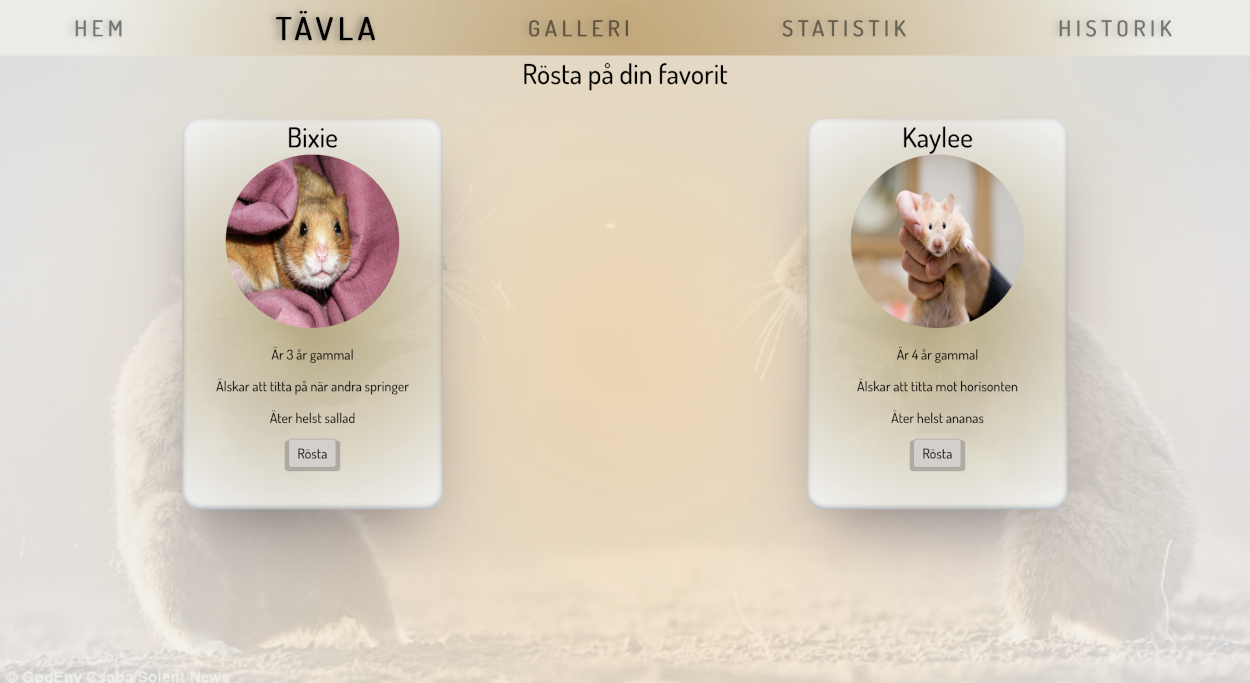 HEM TÄVLA GALLERI STATISTIK HISTORIK
Rösta på din favorit
Bixie
Är 3 år gammal
Älskar att titta på när andra springer
Äter helst sallad
Rösta
Kaylee
Är 4 år gammal
Älskar att titta mot horisonten
Äter helst ananas
Rösta
© GodEny Csaba/Solent News